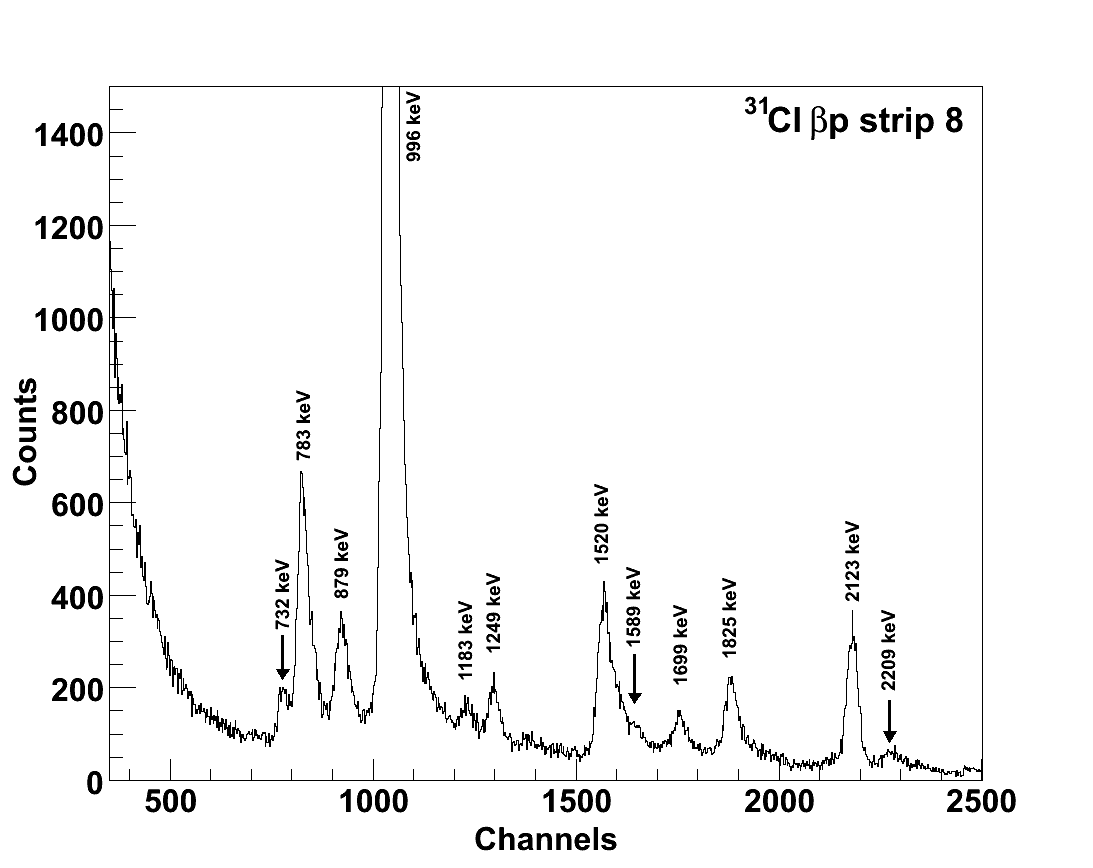 ³¹Cl βp strip 8
996 keV
783 keV
732 keV
879 keV
1183 keV
1249 keV
1520 keV
1589 keV
1699 keV
1825 keV
2123 keV
2209 keV
Counts
1400
1200
1000
800
600
400
200
0
500 1000 1500 2000 2500
Channels